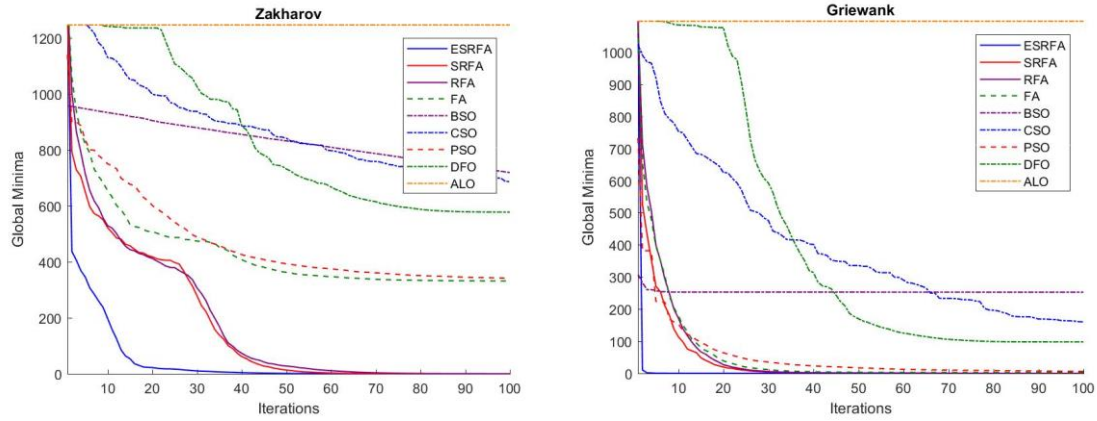 Zakharov
1200
1000
800
600
400
200
0
Global Minima
10 20 30 40 50 60 70 80 90 100
Iterations
ESRFA
SRFA
RFA
FA
BSO
CSO
PSO
DFO
ALO
Griewank
1000
900
800
700
600
500
400
300
200
100
0
Global Minima
10 20 30 40 50 60 70 80 90 100
Iterations
ESRFA
SRFA
RFA
FA
BSO
CSO
PSO
DFO
ALO